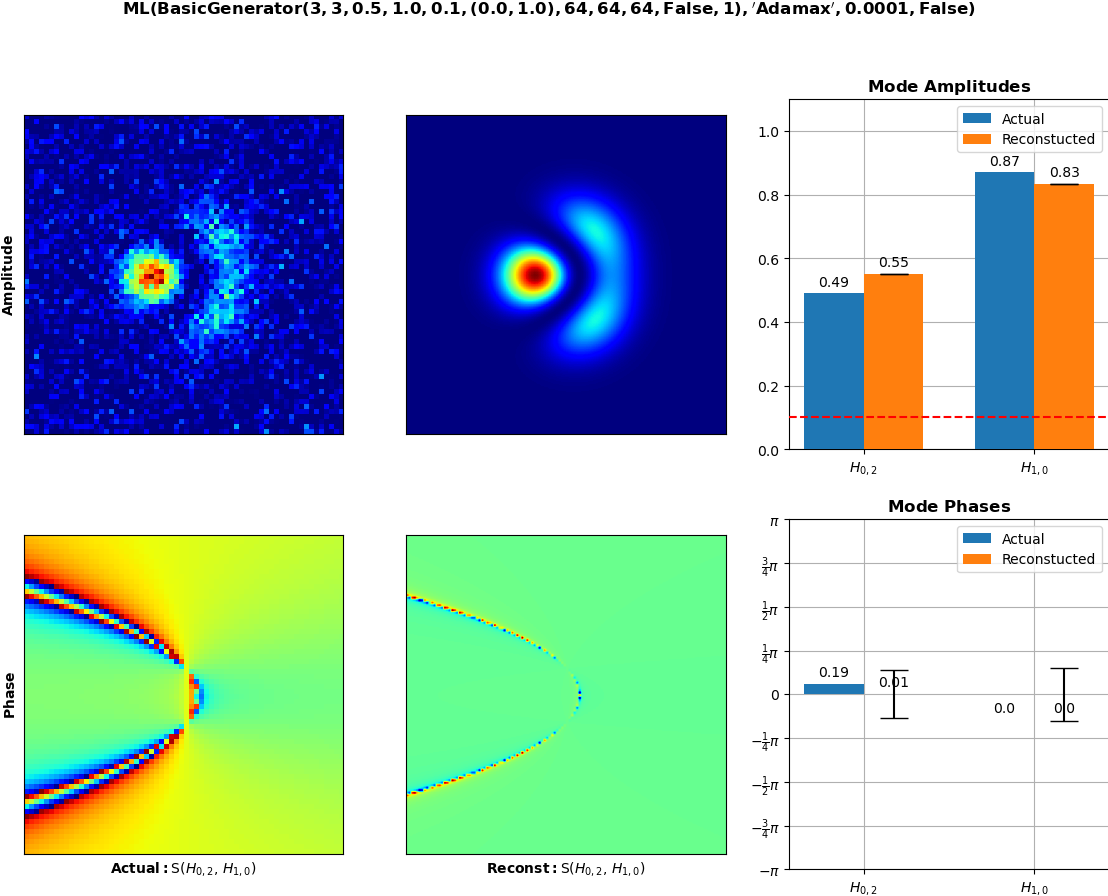 ML(BasicGenerator(3, 3, 0.5, 1.0, 0.1, (0.0, 1.0), 64, 64, 64, False, 1), ′Adamax′, 0.0001, False)
Amplitude
Mode Amplitudes
Actual
Reconstucted
1.0
0.8
0.6
0.4
0.2
0.0
0.49
0.55
0.87
0.83
H0, 2
H1, 0
Phase
Actual: S(H0, 2, H1, 0)
Reconst: S(H0, 2, H1, 0)
Mode Phases
Actual
Reconstucted
π
3/4π
1/2π
1/4π
0
−1/4π
−1/2π
−3/4π
−π
0.19
0.01
0.0
0.0
H0, 2
H1, 0